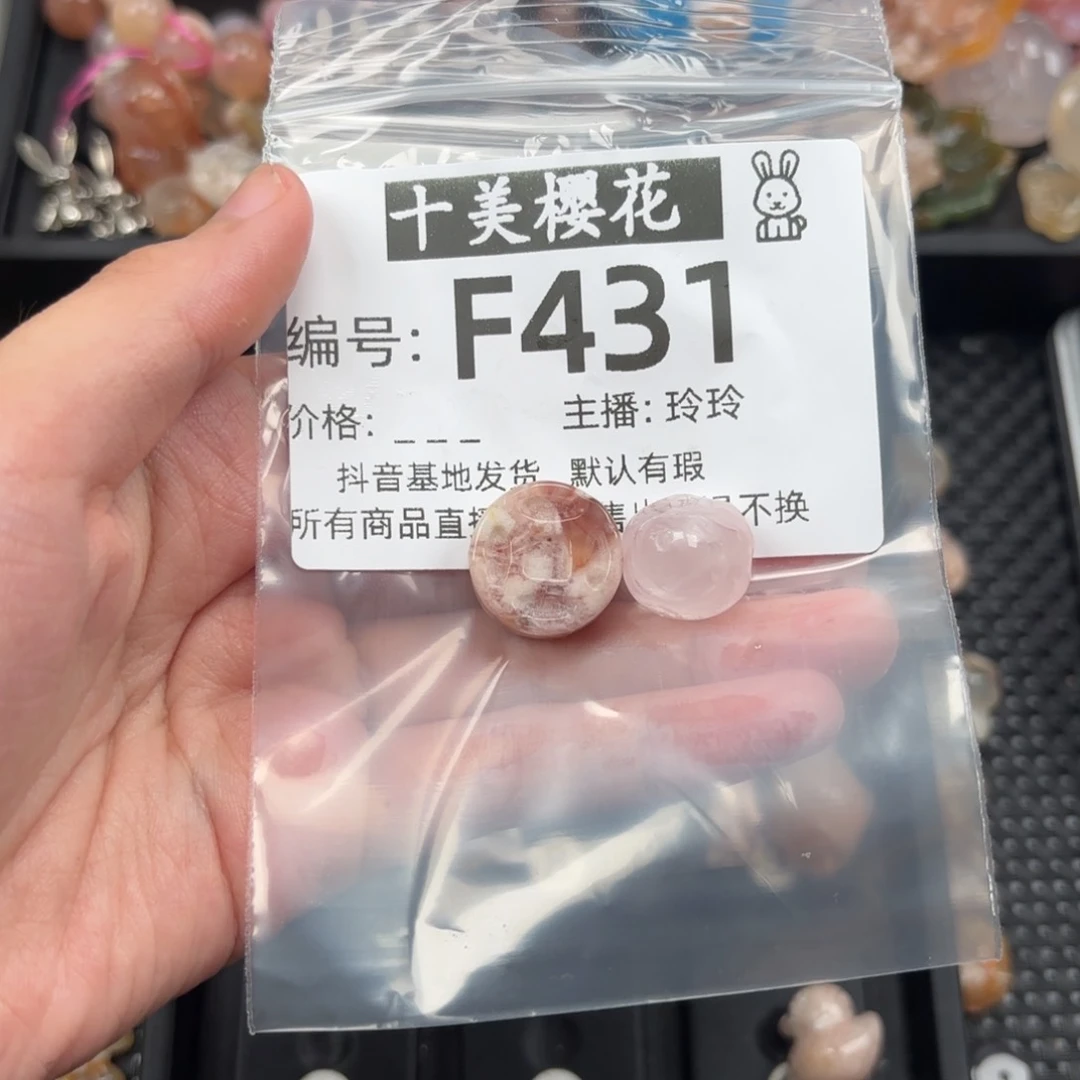 十美樱花
编号: F431
价格: _ _ _ 主播: 玲玲
抖音基地发货 默认有瑕
所有商品直 售 不换